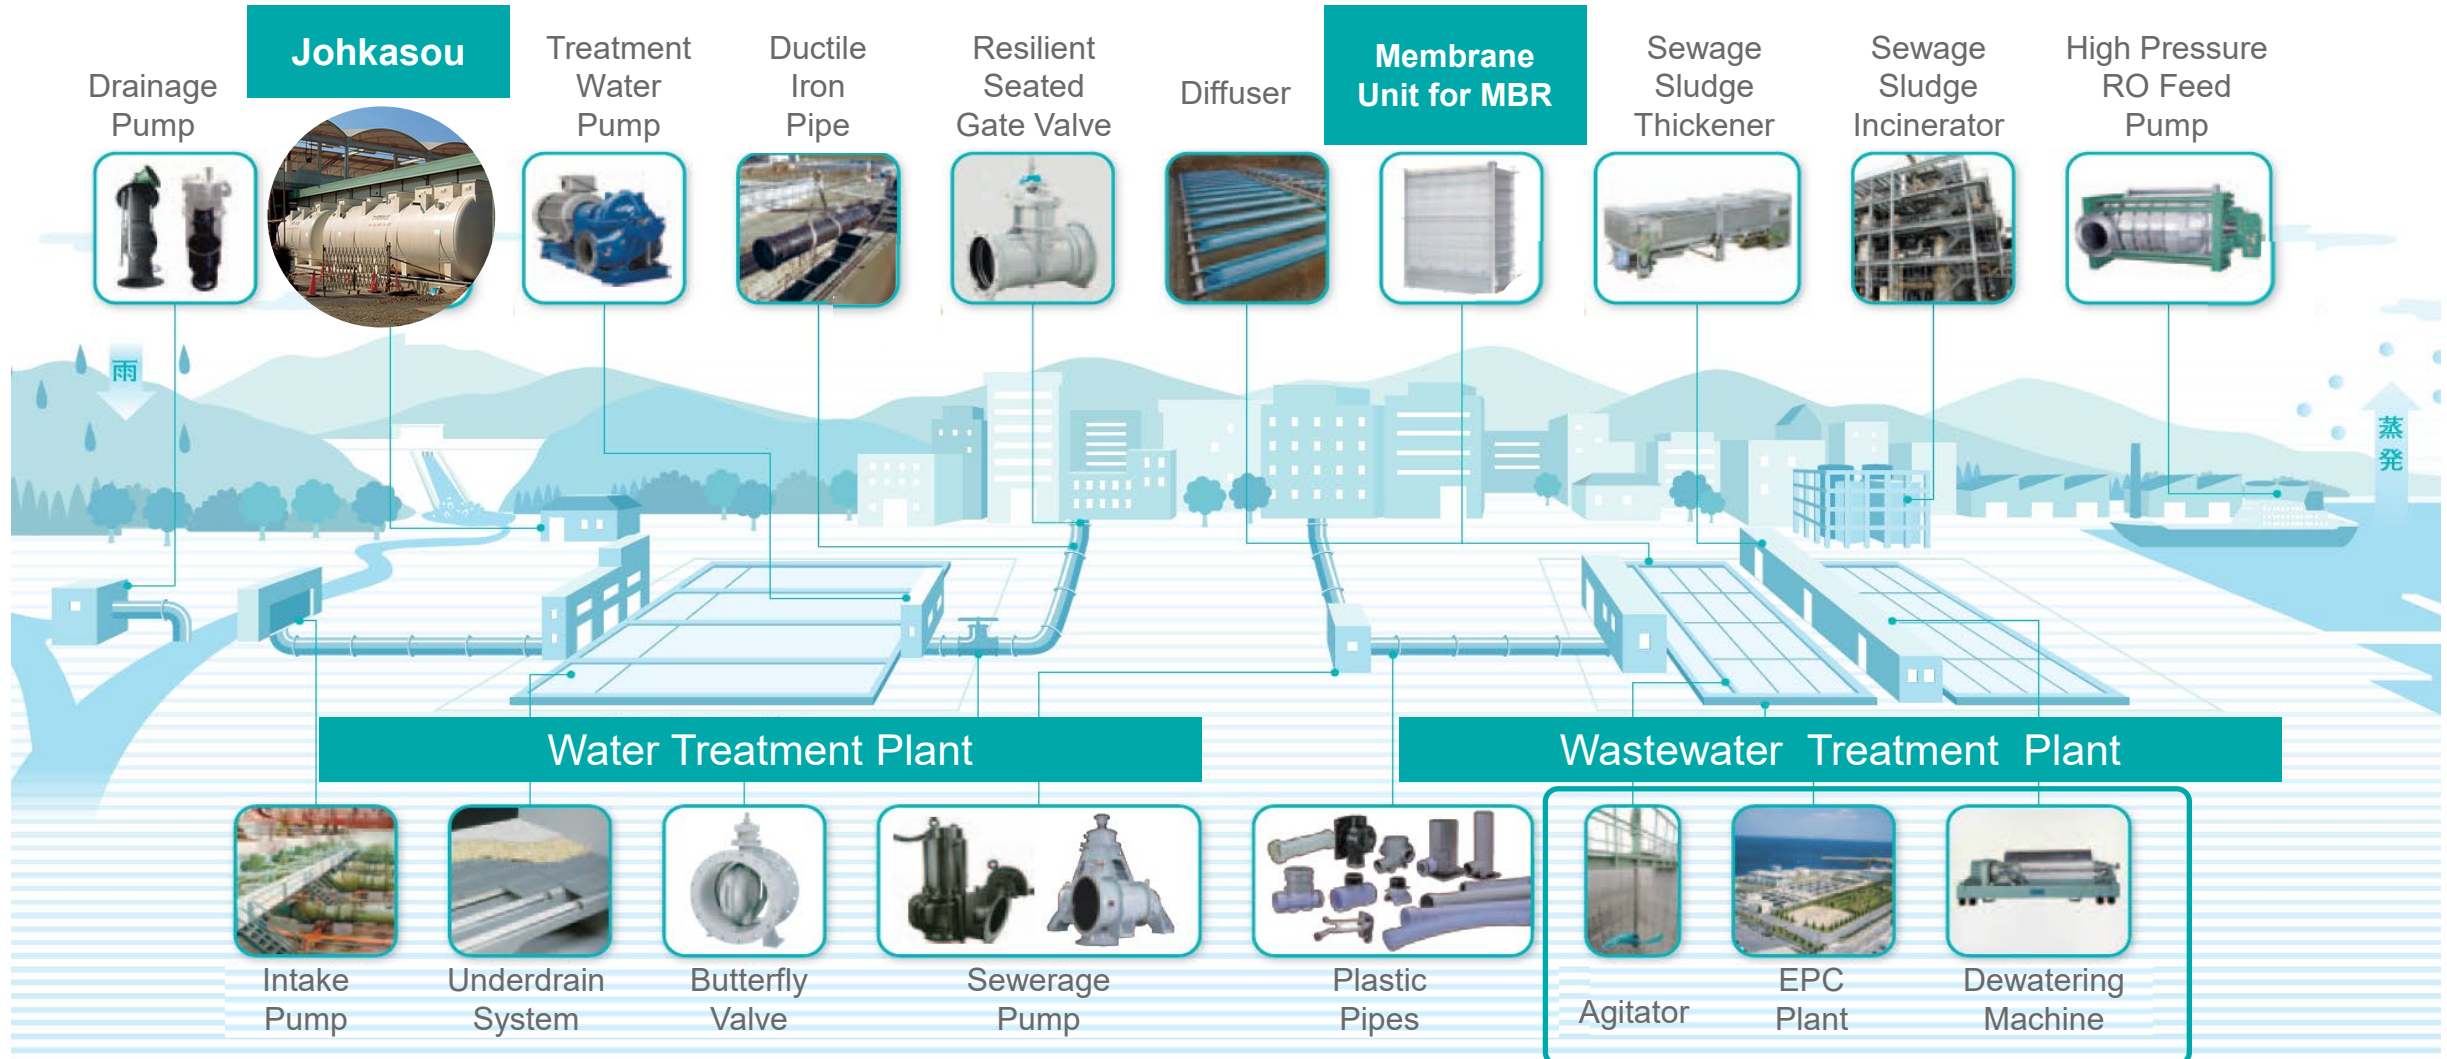 Drainage
Pump
Johkasou
Treatment
Water
Pump
Ductile
Iron
Pipe
Resilient
Seated
Gate Valve
Diffuser
Membrane
Unit for MBR
Sewage
Sludge
Thickener
Sewage
Sludge
Incinerator
High Pressure
RO Feed
Pump
雨
蒸
発
Water Treatment Plant
Wastewater Treatment Plant
Intake
Pump
Underdrain
System
Butterfly
Valve
Sewerage
Pump
Plastic
Pipes
Agitator
EPC
Plant
Dewatering
Machine